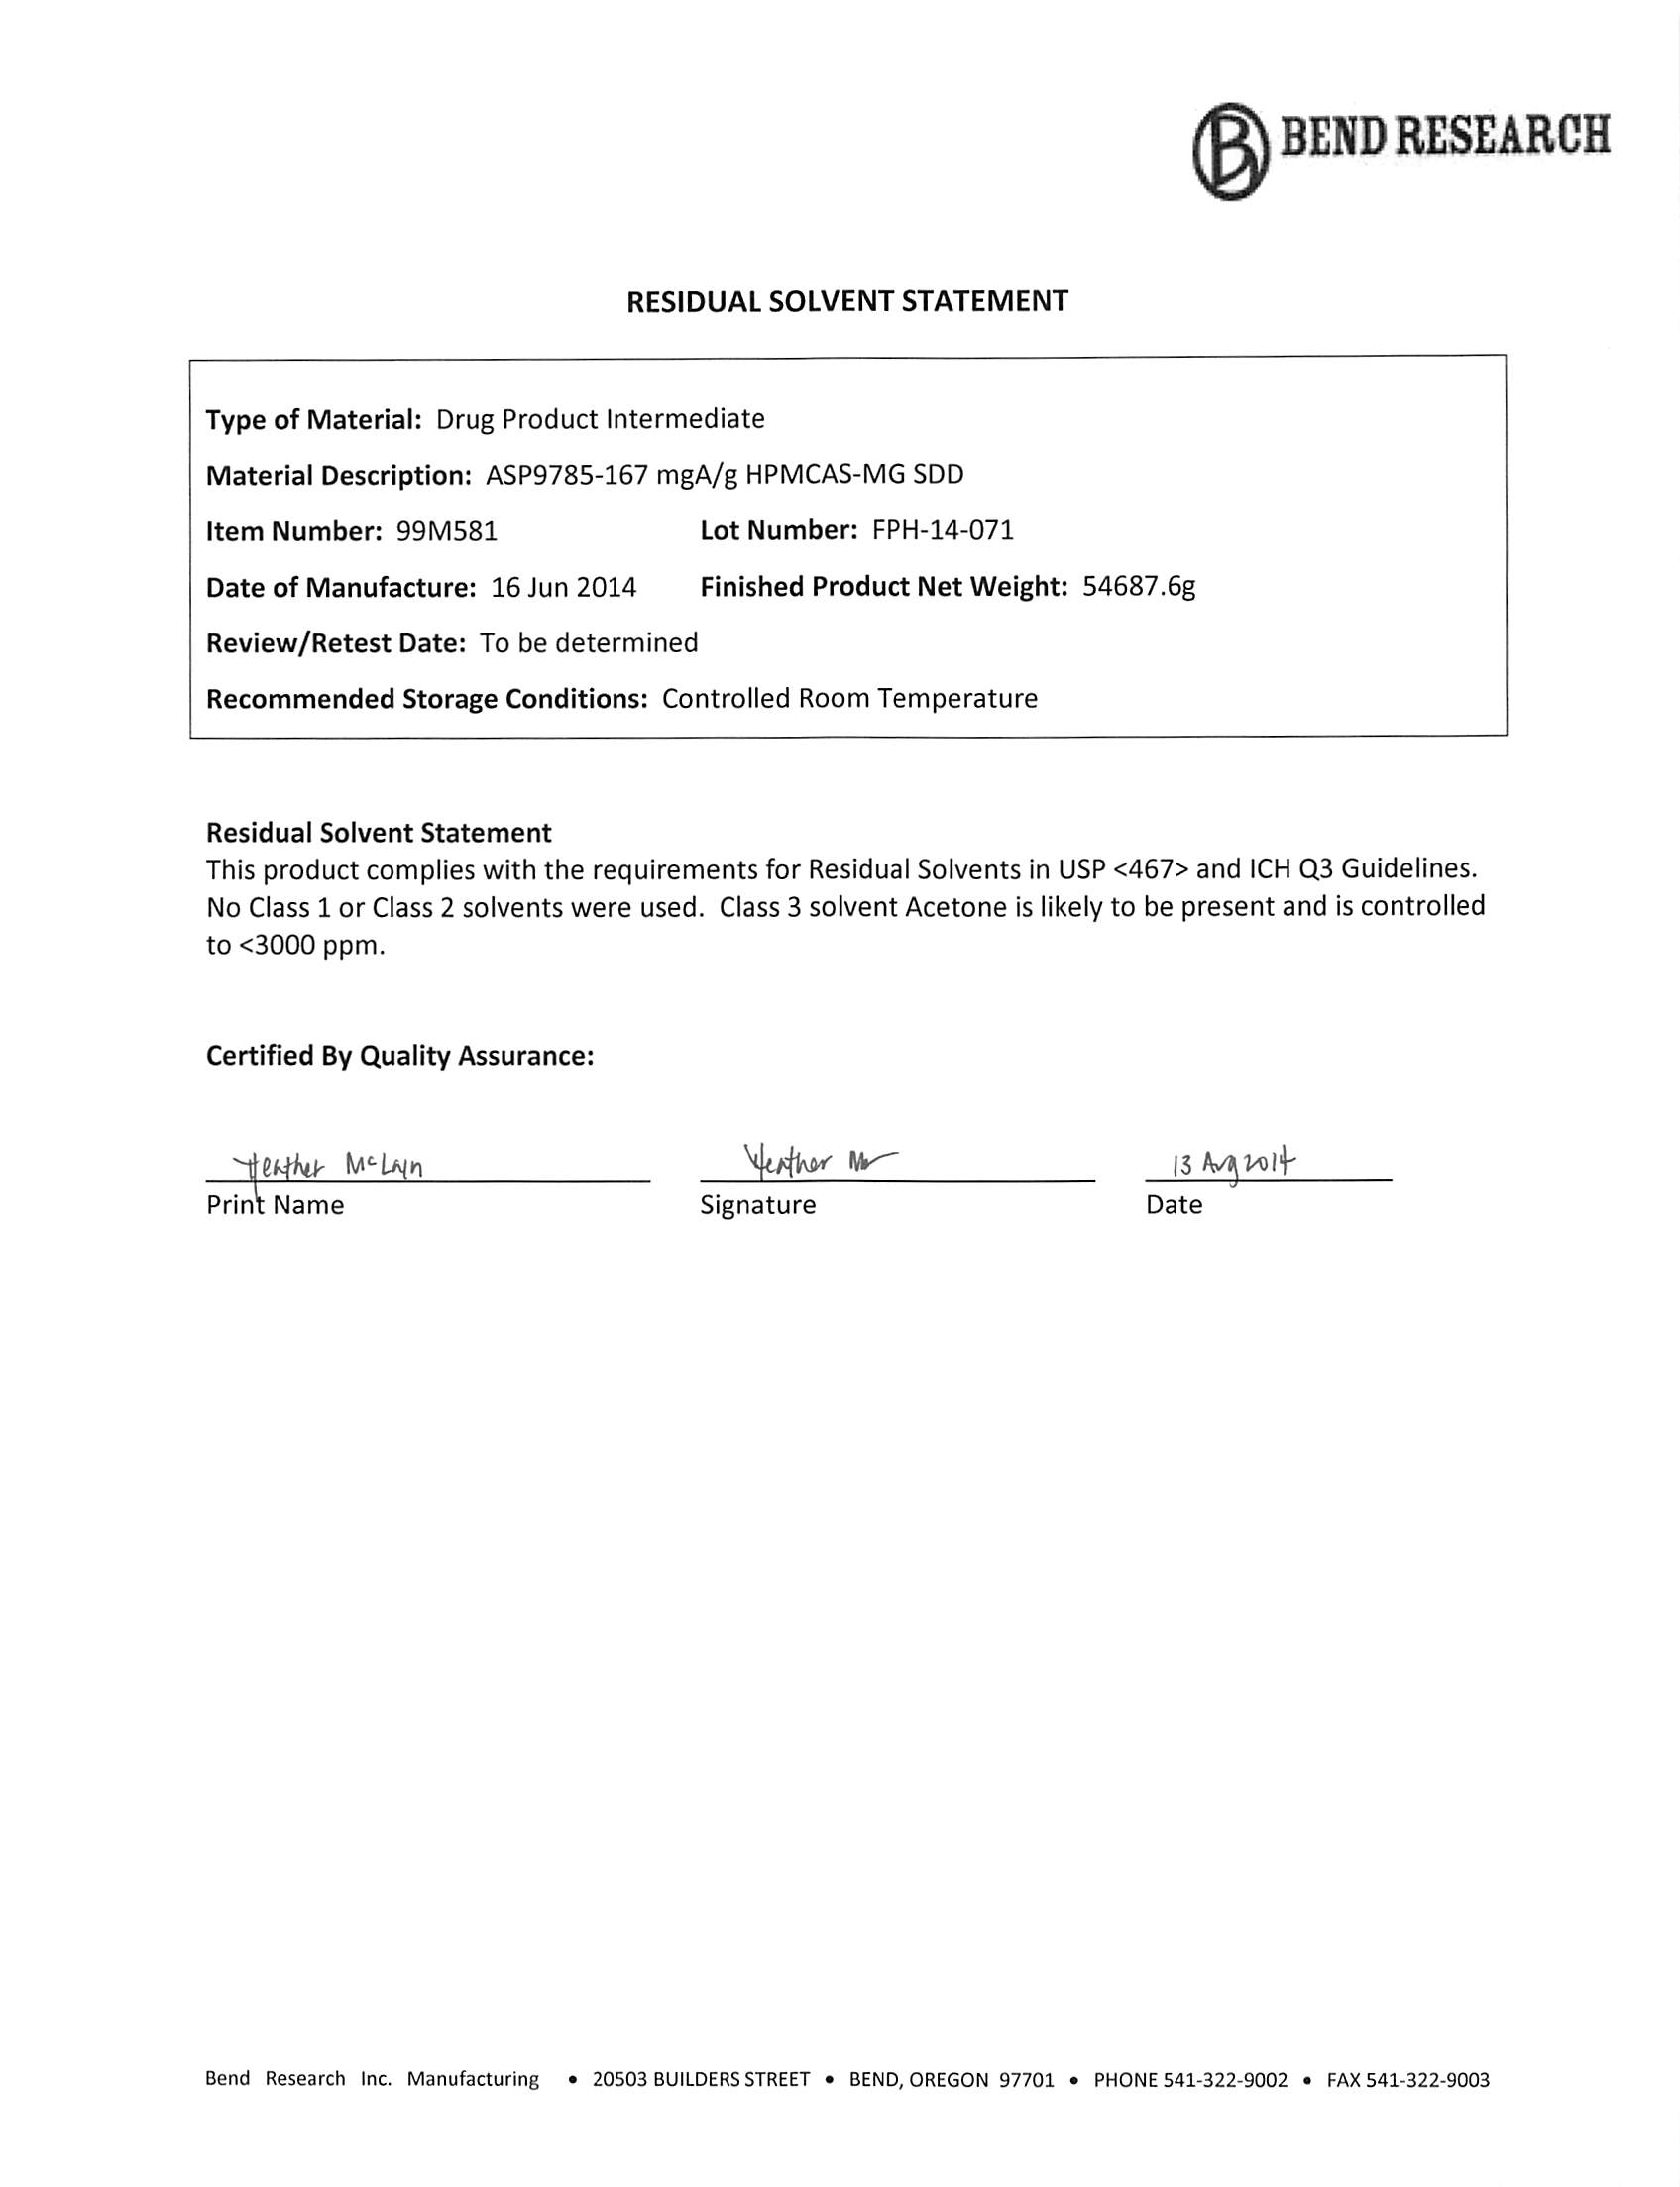 BEND RESEARCH
RESIDUAL SOLVENT STATEMENT
Type of Material: Drug Product Intermediate
Material Description: ASP9785-167 mgA/g HPMCAS-MG SDD
Item Number: 99M581 Lot Number: FPH-14-071
Date of Manufacture: 16 Jun 2014 Finished Product Net Weight: 54687.6g
Review/Retest Date: To be determined
Recommended Storage Conditions: Controlled Room Temperature
Residual Solvent Statement
This product complies with the requirements for Residual Solvents in USP <467> and ICH Q3 Guidelines.
No Class 1 or Class 2 solvents were used. Class 3 solvent Acetone is likely to be present and is controlled
to <3000 ppm.
Certified By Quality Assurance:
Heather McLain Heather 13 Aug 2014
Print Name Signature Date
Bend Research Inc. Manufacturing • 20503 BUILDERS STREET • BEND, OREGON 97701 • PHONE 541-322-9002 • FAX 541-322-9003